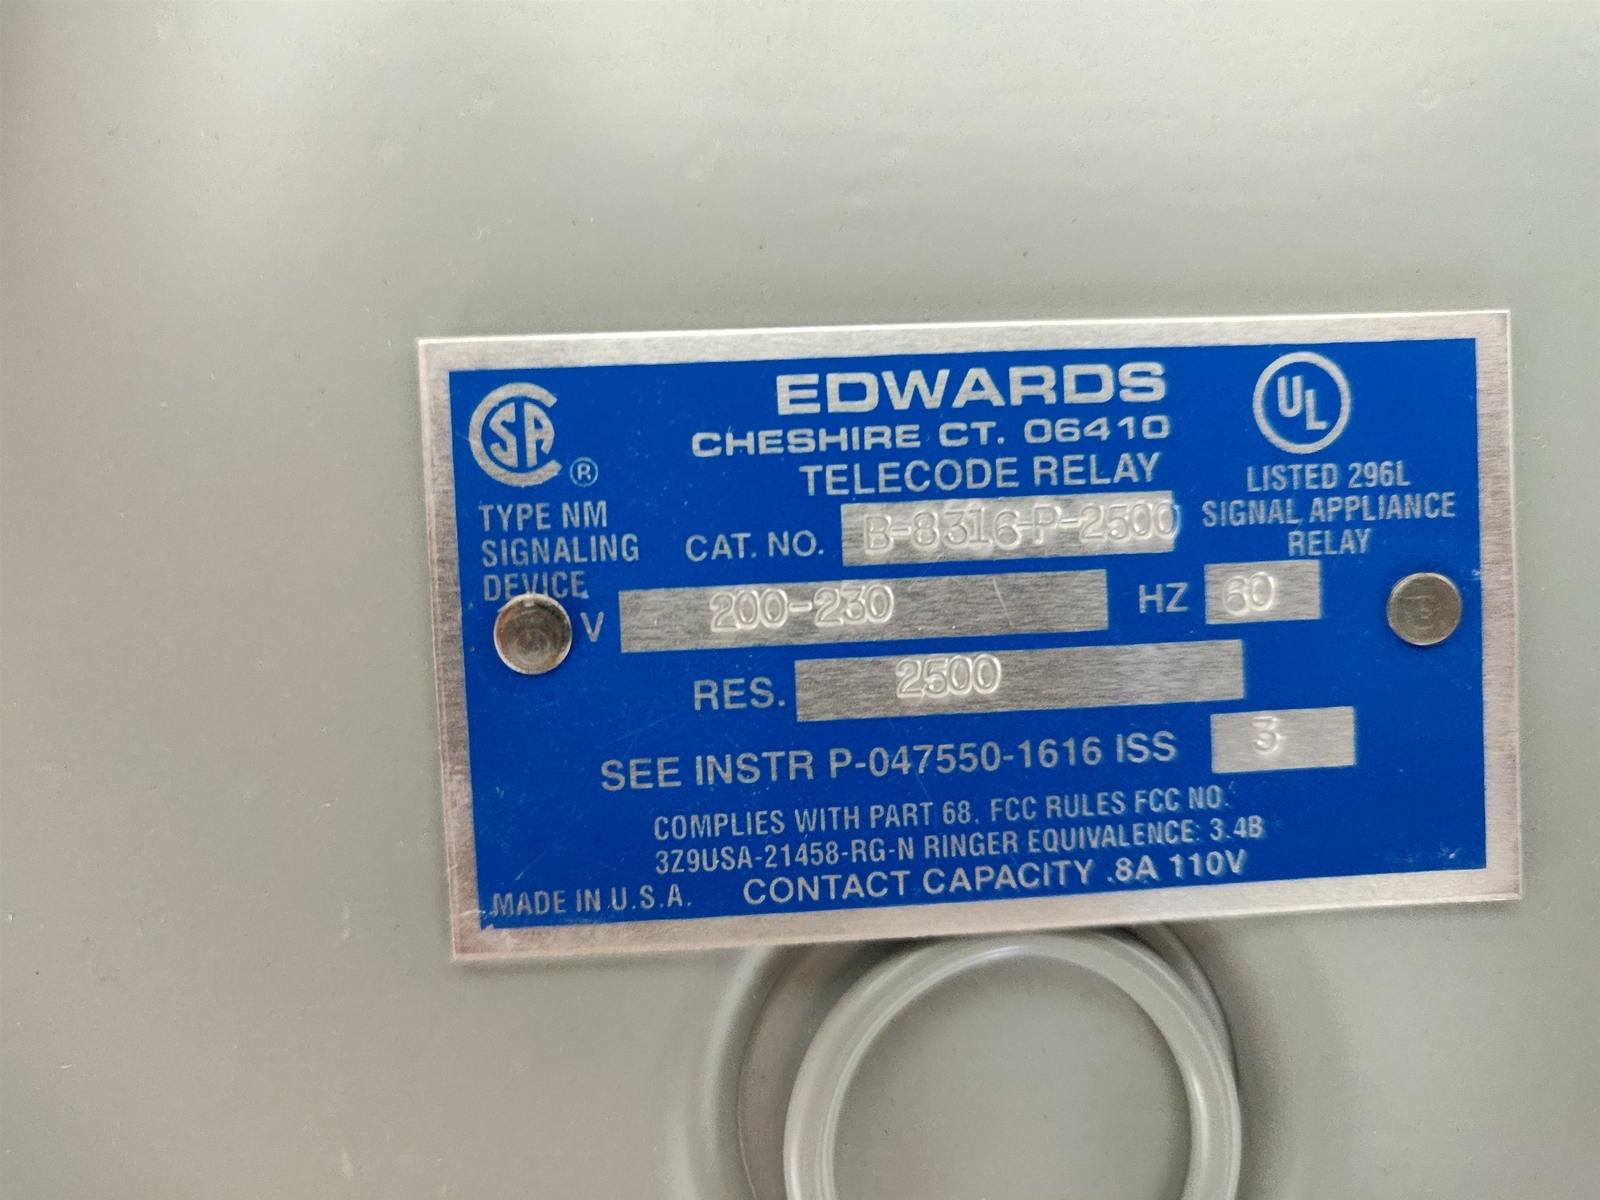 EDWARDS
CHESHIRE CT. 06410
TELECODE RELAY
CSA ®
TYPE NM
SIGNALING
DEVICE
UL
LISTED 296L
SIGNAL APPLIANCE
RELAY
CAT. NO. B-8316-P-2500
V 200-230 HZ 60
RES. 2500
SEE INSTR P-047550-1616 ISS 3
COMPLIES WITH PART 68. FCC RULES FCC NO.
3Z9USA-21458-RG-N RINGER EQUIVALENCE: 3.4B
MADE IN U.S.A. CONTACT CAPACITY .8A 110V